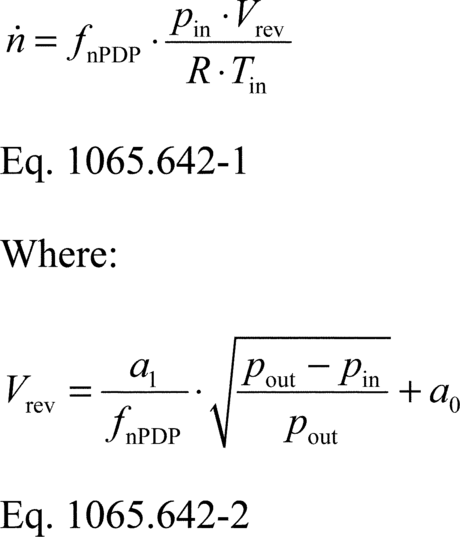 ṅ = f_nPDP · (p_in · V_rev) / (R · T_in)
Eq. 1065.642-1
Where:
V_rev = a_1 / f_nPDP · √((p_out − p_in) / p_out) + a_0
Eq. 1065.642-2